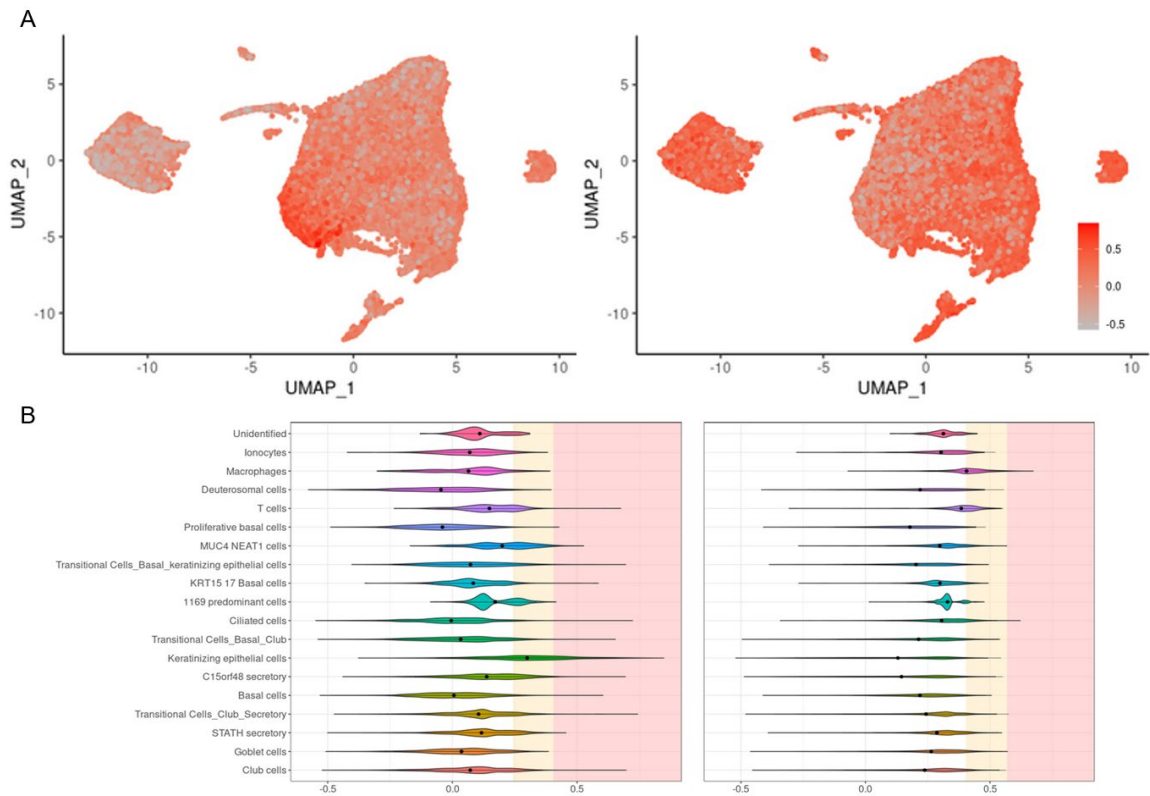 A
5
0
-5
-10
UMAP_2
-10
-5
0
5
10
UMAP_1
5
0
-5
-10
UMAP_2
-10
-5
0
5
10
UMAP_1
0.5
0.0
-0.5
B
Unidentified
Ionocytes
Macrophages
Deuterosomal cells
T cells
Proliferative basal cells
MUC4 NEAT1 cells
Transitional Cells_Basal_keratinizing epithelial cells
KRT15 17 Basal cells
1169 predominant cells
Ciliated cells
Transitional Cells_Basal_Club
Keratinizing epithelial cells
C15orf48 secretory
Basal cells
Transitional Cells_Club_Secretory
STATH secretory
Goblet cells
Club cells
-0.5
0.0
0.5
-0.5
0.0
0.5